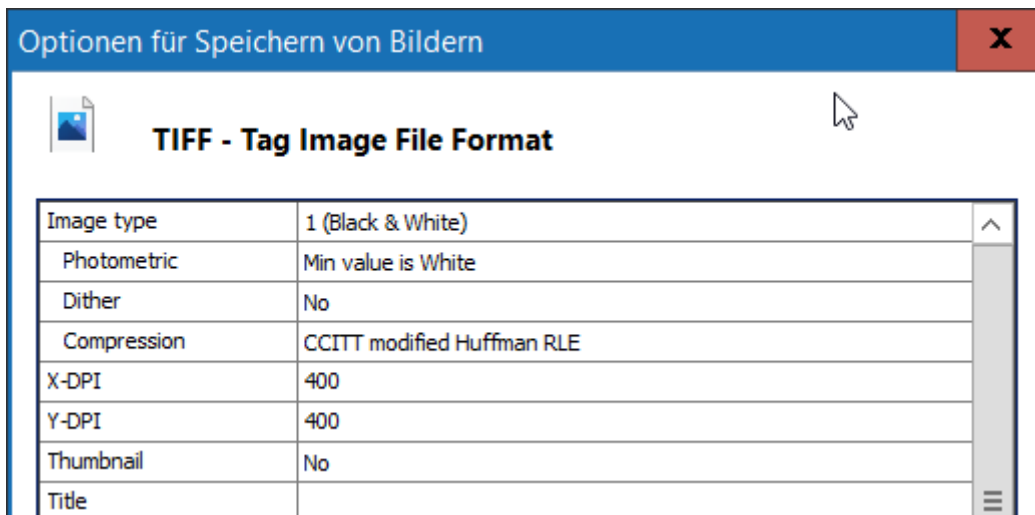 Optionen für Speichern von Bildern X
TIFF - Tag Image File Format
Image type 1 (Black & White)
Photometric Min value is White
Dither No
Compression CCITT modified Huffman RLE
X-DPI 400
Y-DPI 400
Thumbnail No
Title